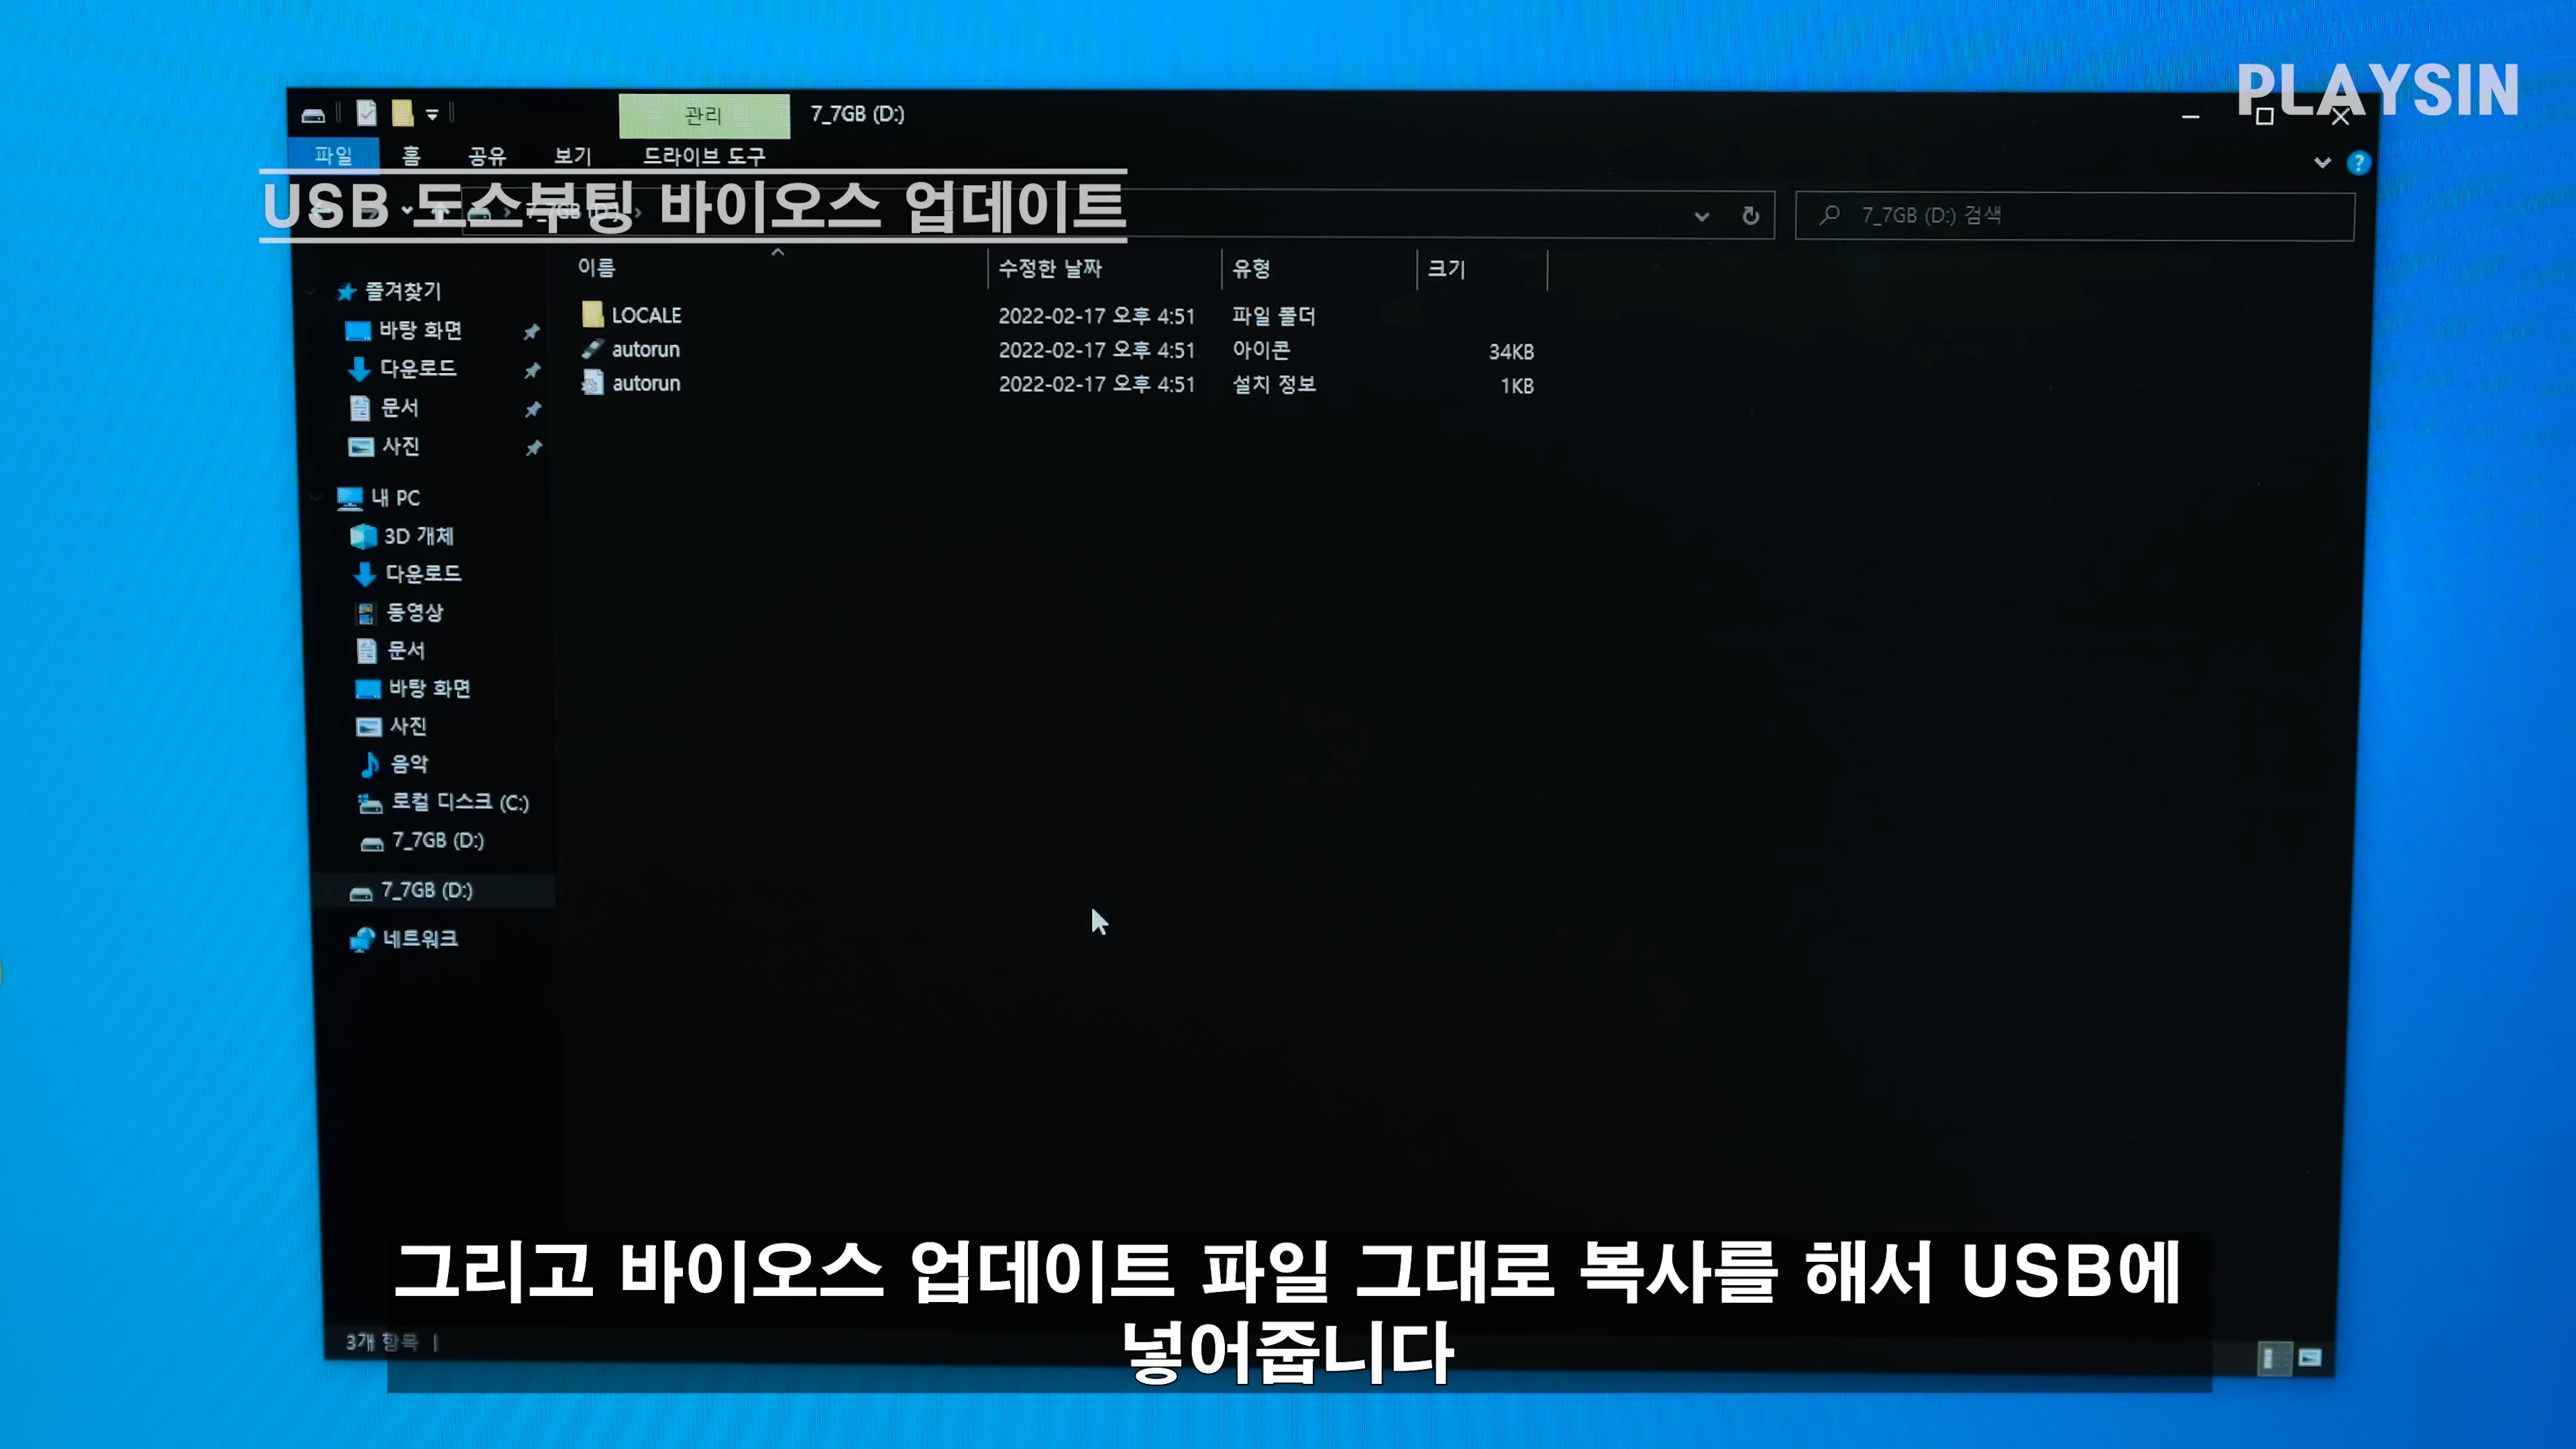 PLAYSIN
관리
7_7GB (D:)
파일 홈 공유 보기 드라이브 도구
USB 도스부팅 바이오스 업데이트
7_7GB (D:) 검색
이름 수정한 날짜 유형 크기
LOCALE 2022-02-17 오후 4:51 파일 폴더
autorun 2022-02-17 오후 4:51 아이콘 34KB
autorun 2022-02-17 오후 4:51 설치 정보 1KB
즐겨찾기
바탕 화면
다운로드
문서
사진
내 PC
3D 개체
다운로드
동영상
문서
바탕 화면
사진
음악
로컬 디스크 (C:)
7_7GB (D:)
7_7GB (D:)
네트워크
그리고 바이오스 업데이트 파일 그대로 복사를 해서 USB에
넣어줍니다
3개 항목